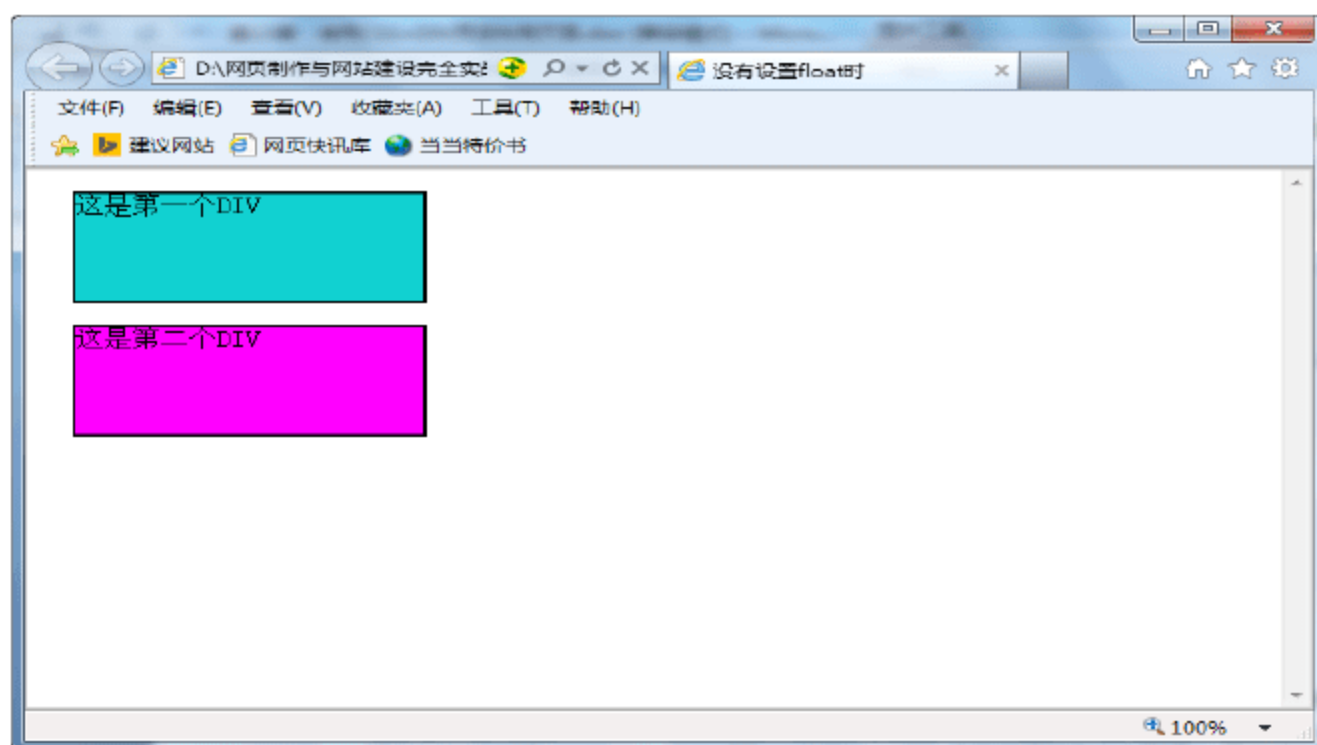 D:\网页制作与网站建设完全实
没有设置float时
文件(F) 编辑(E) 查看(V) 收藏夹(A) 工具(T) 帮助(H)
建议网站 网页快讯库 当当特价书
这是第一个DIV
这是第二个DIV
100%